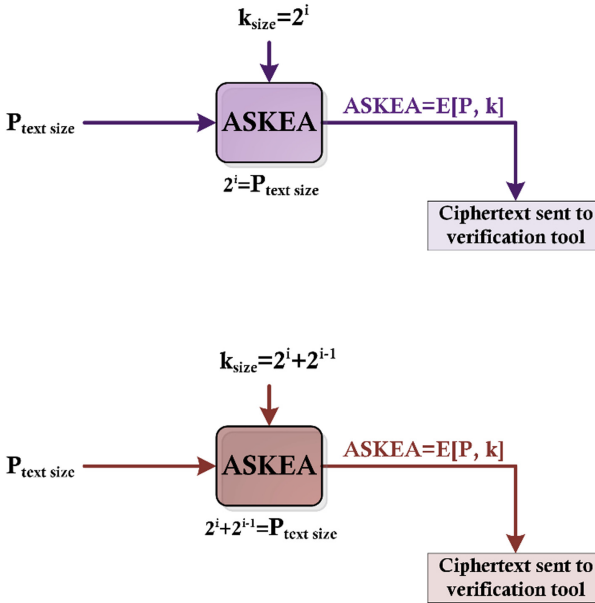 k_size=2^i
P_text size
ASKEA
ASKEA=E[P, k]
2^i=P_text size
Ciphertext sent to
verification tool
k_size=2^i+2^i-1
P_text size
ASKEA
ASKEA=E[P, k]
2^i+2^i-1=P_text size
Ciphertext sent to
verification tool